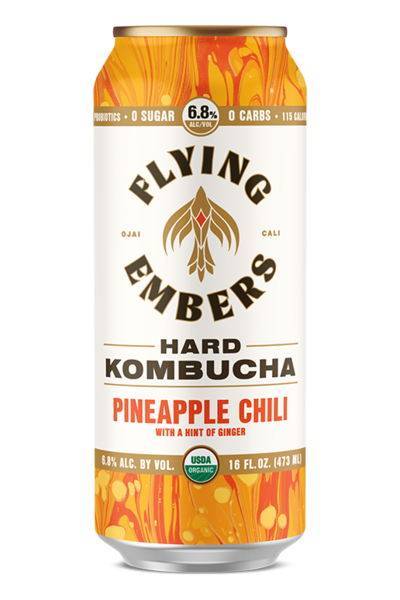 PROBIOTICS • 0 SUGAR 6.8% ALC/VOL 0 CARBS • 115 CALOR
FLYING
OJAI CALI
EMBERS
HARD
KOMBUCHA
PINEAPPLE CHILI
WITH A HINT OF GINGER
6.8% ALC. BY VOL. USDA ORGANIC 16 FL.OZ. (473 ML)